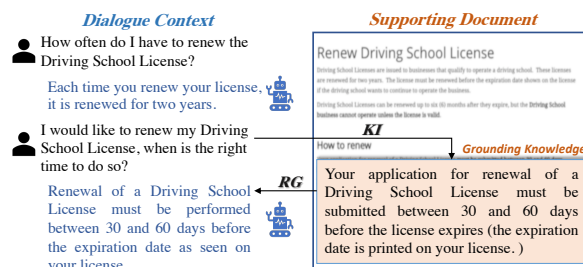 Dialogue Context
How often do I have to renew the
Driving School License?
Each time you renew your license,
it is renewed for two years.
I would like to renew my Driving
School License, when is the right
time to do so?
Renewal of a Driving School
License must be performed
between 30 and 60 days before
the expiration date as seen on
your license.
KI
RG
Supporting Document
Renew Driving School License
Driving School Licenses are issued to businesses that qualify to operate a driving school. These licenses
are renewed for two years. The license must be renewed before the expiration date shown on the license
if the driving school wants to continue to operate the business.
Driving School Licenses can be renewed up to six (6) months after they expire, but the Driving School
business cannot operate unless the license is valid.
How to renew
Grounding Knowledge
Your application for renewal of a
Driving School License must be
submitted between 30 and 60 days
before the license expires (the expiration
date is printed on your license. )